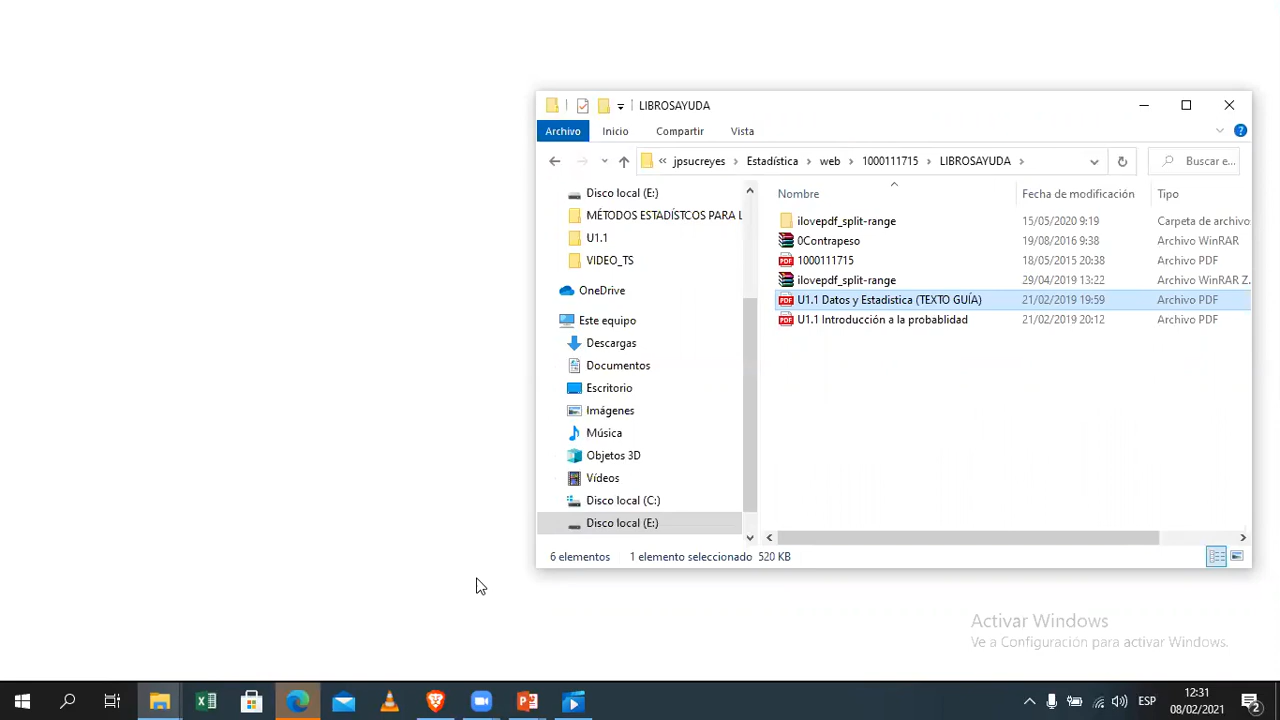 LIBROSAYUDA
Archivo Inicio Compartir Vista
« jpsucreyes > Estadística > web > 1000111715 > LIBROSAYUDA > Buscar e...
Disco local (E:)
MÉTODOS ESTADÍSTCOS PARA L
U1.1
VIDEO_TS
OneDrive
Este equipo
Descargas
Documentos
Escritorio
Imágenes
Música
Objetos 3D
Vídeos
Disco local (C:)
Disco local (E:)
Nombre Fecha de modificación Tipo
ilovepdf_split-range 15/05/2020 9:19 Carpeta de archivo
0Contrapeso 19/08/2016 9:38 Archivo WinRAR
PDF 1000111715 18/05/2015 20:38 Archivo PDF
ilovepdf_split-range 29/04/2019 13:22 Archivo WinRAR Z
PDF U1.1 Datos y Estadistica (TEXTO GUÍA) 21/02/2019 19:59 Archivo PDF
PDF U1.1 Introducción a la probablidad 21/02/2019 20:12 Archivo PDF
6 elementos 1 elemento seleccionado 520 KB
Activar Windows
Ve a Configuración para activar Windows.
ESP 12:31
08/02/2021 2